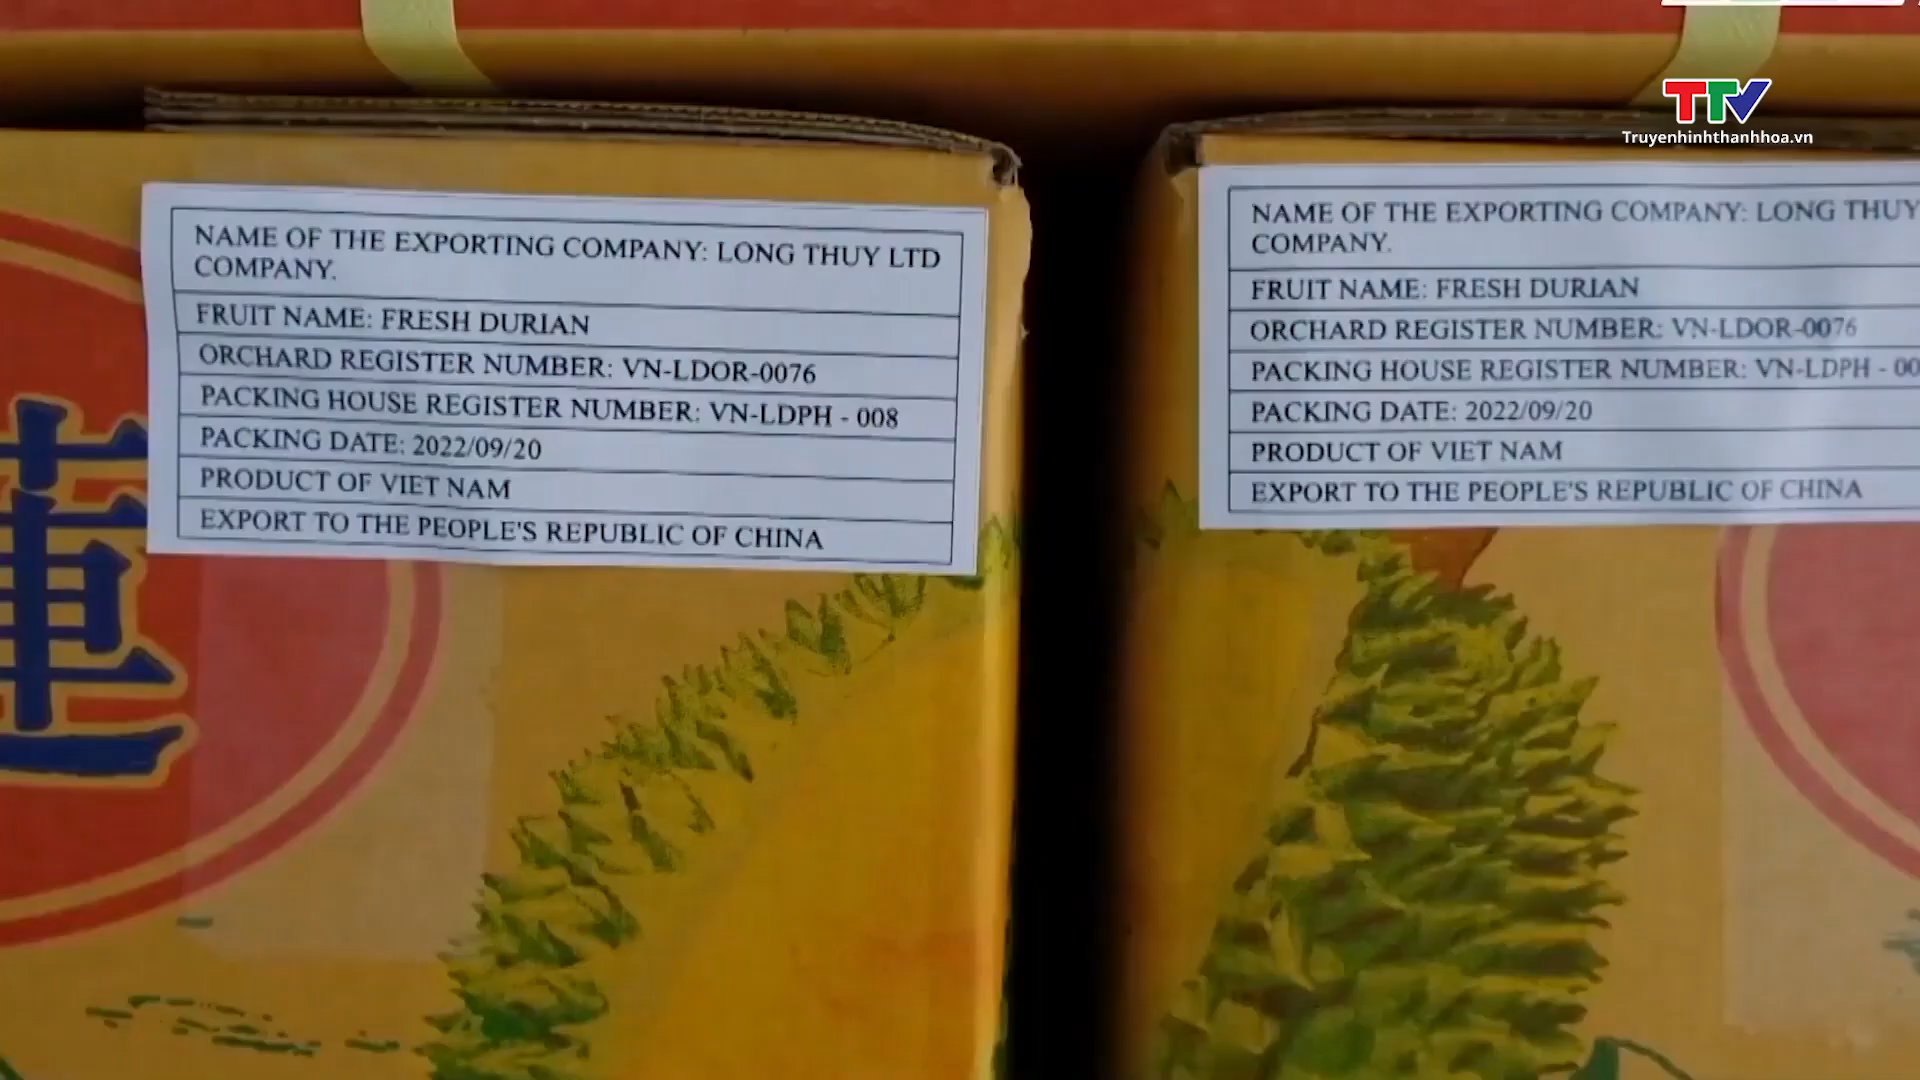 TTV
Truyenhinhthanhhoa.vn
NAME OF THE EXPORTING COMPANY: LONG THUY LTD
COMPANY.
FRUIT NAME: FRESH DURIAN
ORCHARD REGISTER NUMBER: VN-LDOR-0076
PACKING HOUSE REGISTER NUMBER: VN-LDPH - 008
PACKING DATE: 2022/09/20
PRODUCT OF VIET NAM
EXPORT TO THE PEOPLE'S REPUBLIC OF CHINA
NAME OF THE EXPORTING COMPANY: LONG THUY
COMPANY.
FRUIT NAME: FRESH DURIAN
ORCHARD REGISTER NUMBER: VN-LDOR-0076
PACKING HOUSE REGISTER NUMBER: VN-LDPH - 00
PACKING DATE: 2022/09/20
PRODUCT OF VIET NAM
EXPORT TO THE PEOPLE'S REPUBLIC OF CHINA